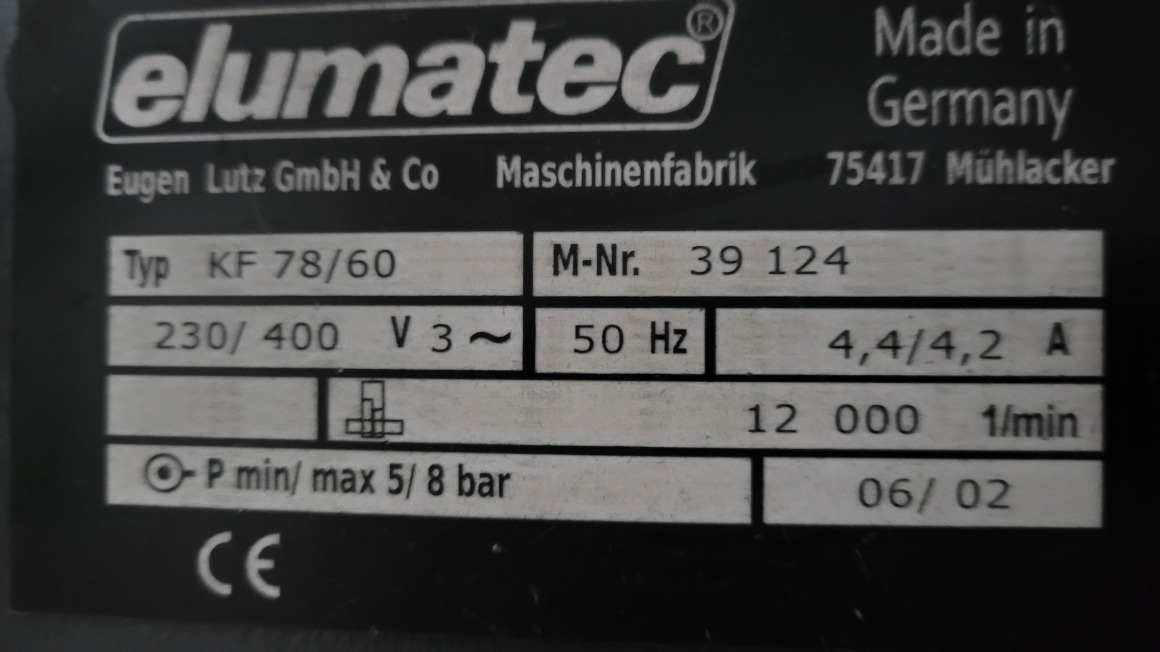 elumatec®
Made in
Germany
Eugen Lutz GmbH & Co Maschinenfabrik 75417 Mühlacker
Typ KF 78/60 M-Nr. 39 124
230/ 400 V 3 ~ 50 Hz 4,4/4,2 A
12 000 1/min
P min/ max 5/ 8 bar 06/ 02
CE